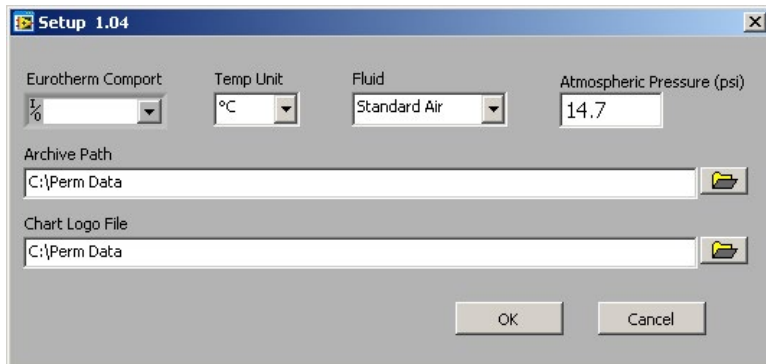 Setup 1.04
Eurotherm Comport
Temp Unit
Fluid
Atmospheric Pressure (psi)
I/O
°C
Standard Air
14.7
Archive Path
C:\Perm Data
Chart Logo File
C:\Perm Data
OK
Cancel